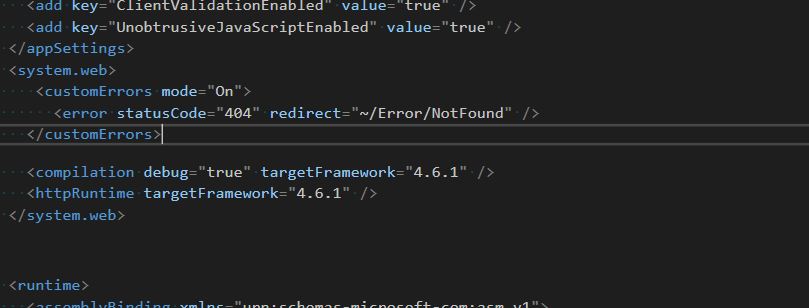 <add key="ClientValidationEnabled" value="true" />
<add key="UnobtrusiveJavaScriptEnabled" value="true" />
</appSettings>
<system.web>
<customErrors mode="On">
<error statusCode="404" redirect="~/Error/NotFound" />
</customErrors>
<compilation debug="true" targetFramework="4.6.1" />
<httpRuntime targetFramework="4.6.1" />
</system.web>
<runtime>
<assemblyBinding xmlns="urn:schemas-microsoft-com:asm.v1">